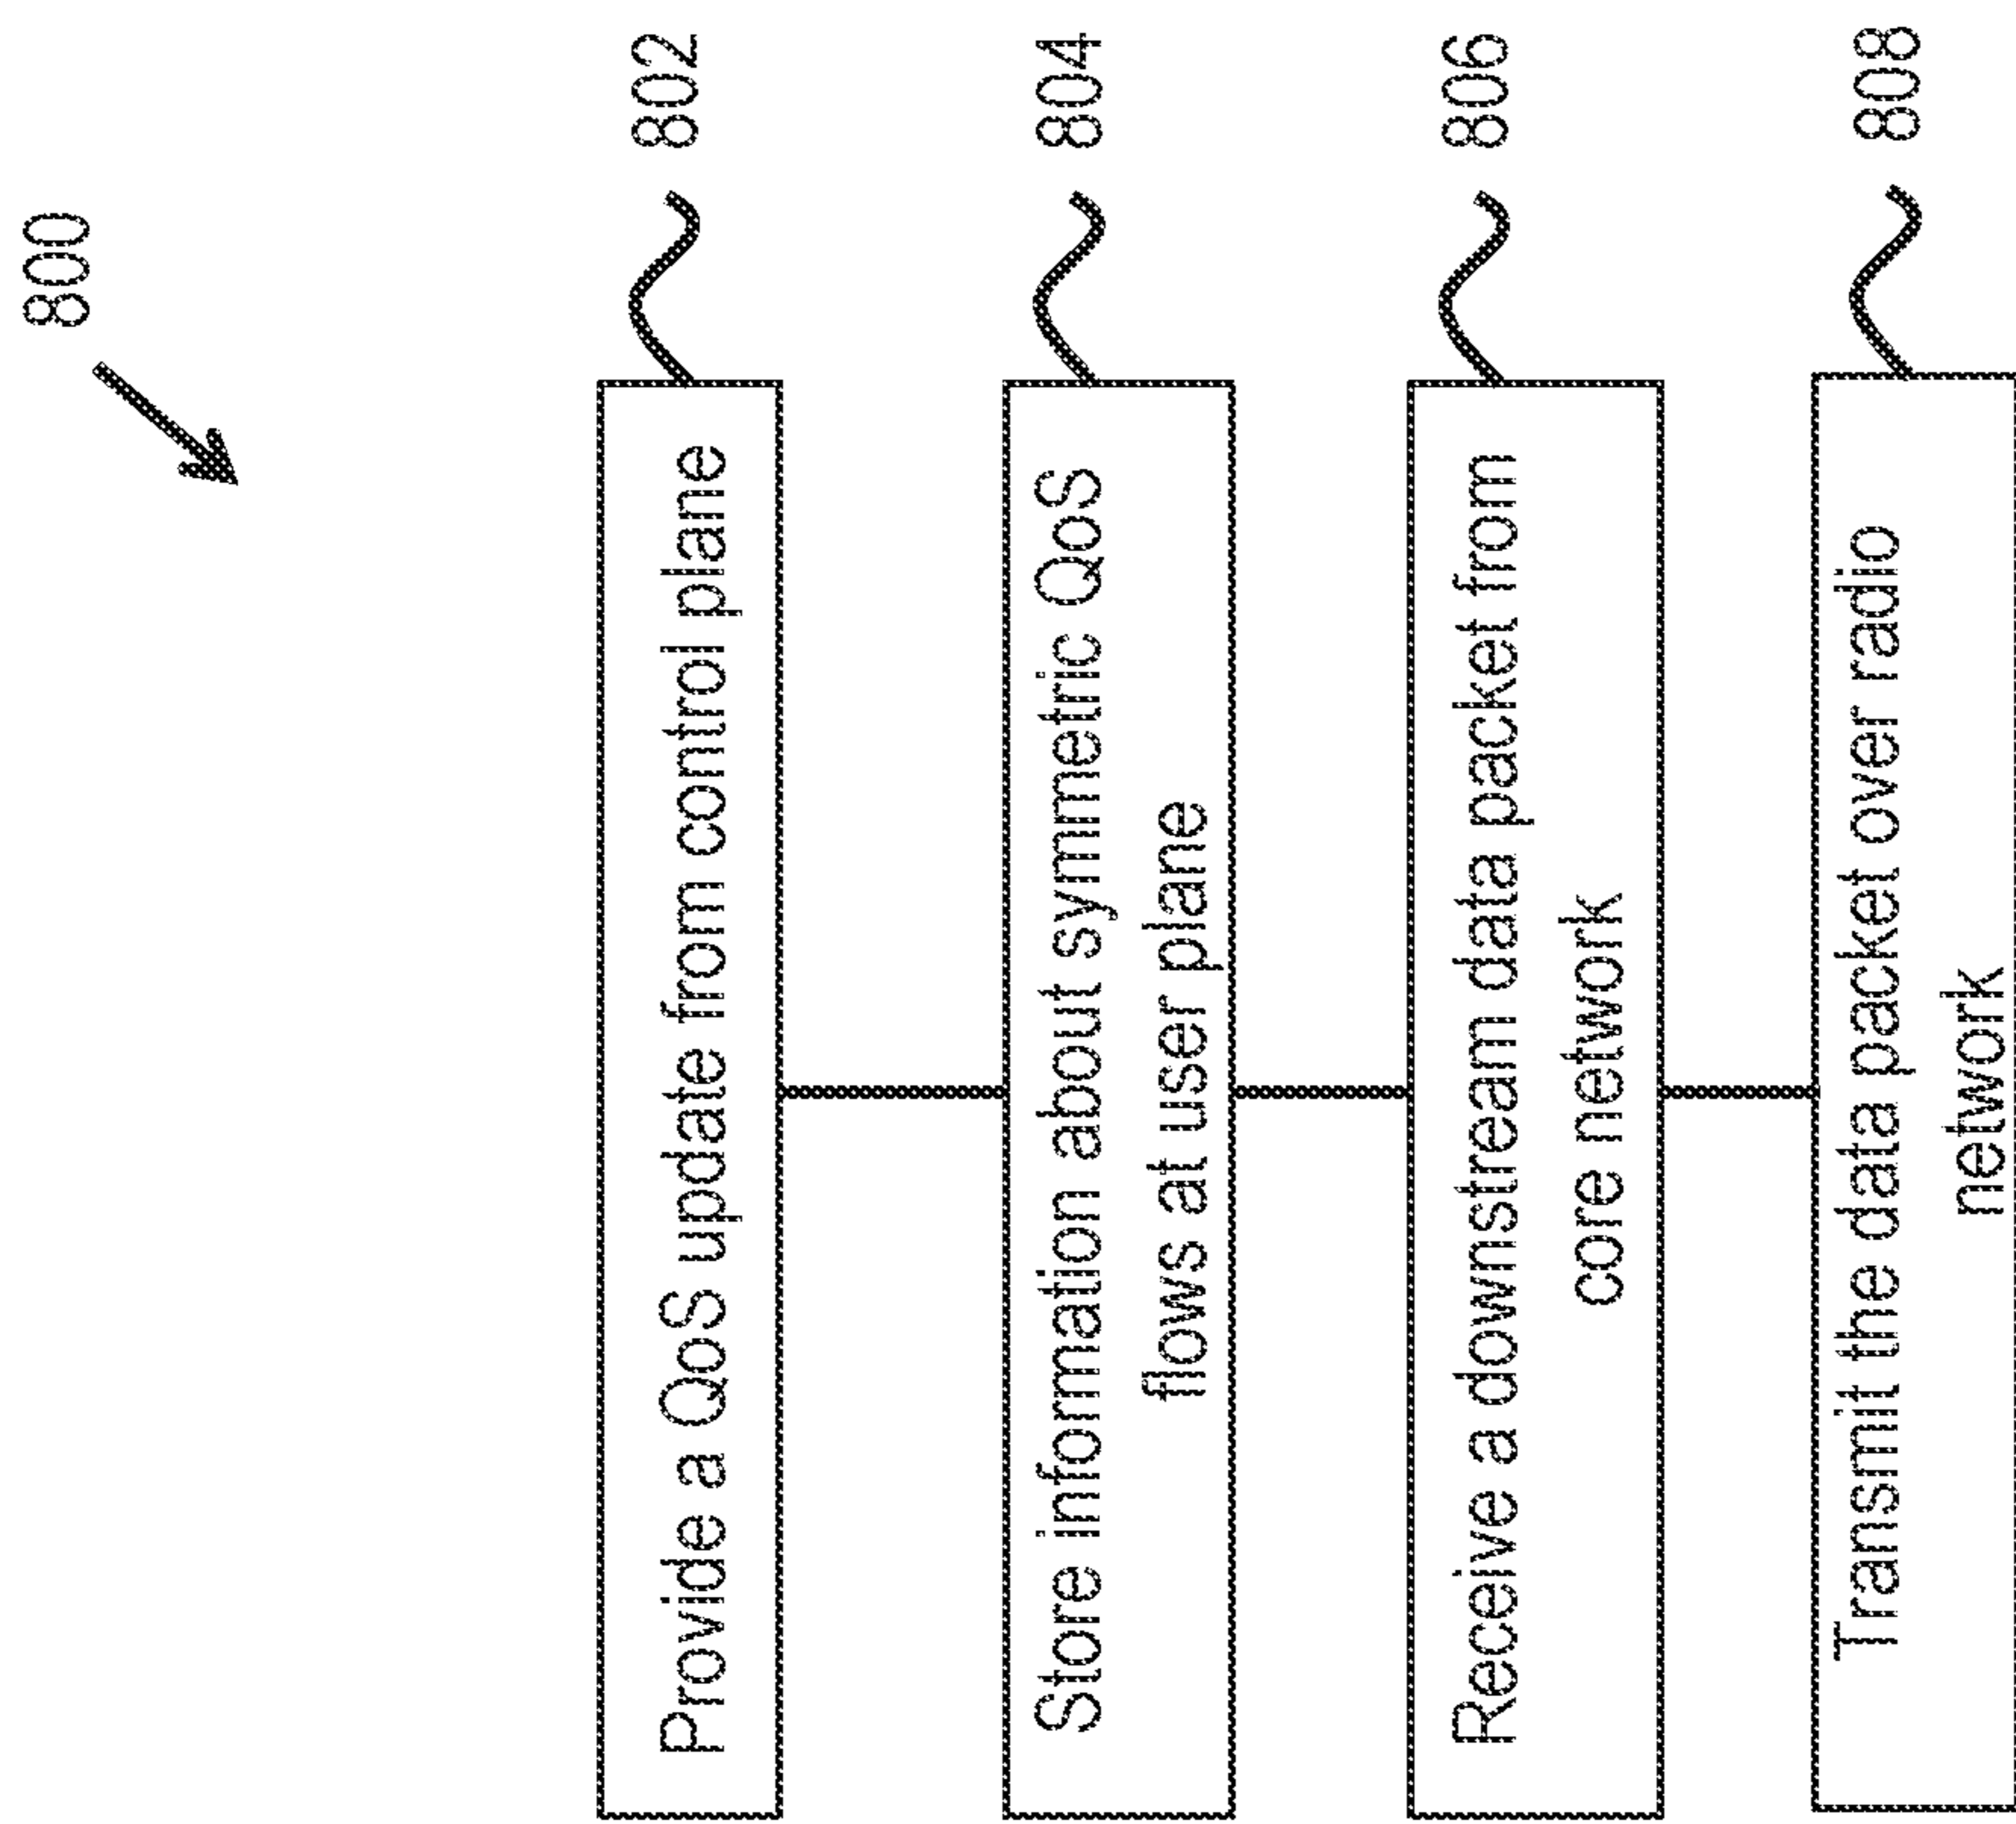 800
Provide a QoS update from control plane
802
Store information about symmetric QoS
flows at user plane
804
Receive a downstream data packet from
core network
806
Transmit the data packet over radio
network
808